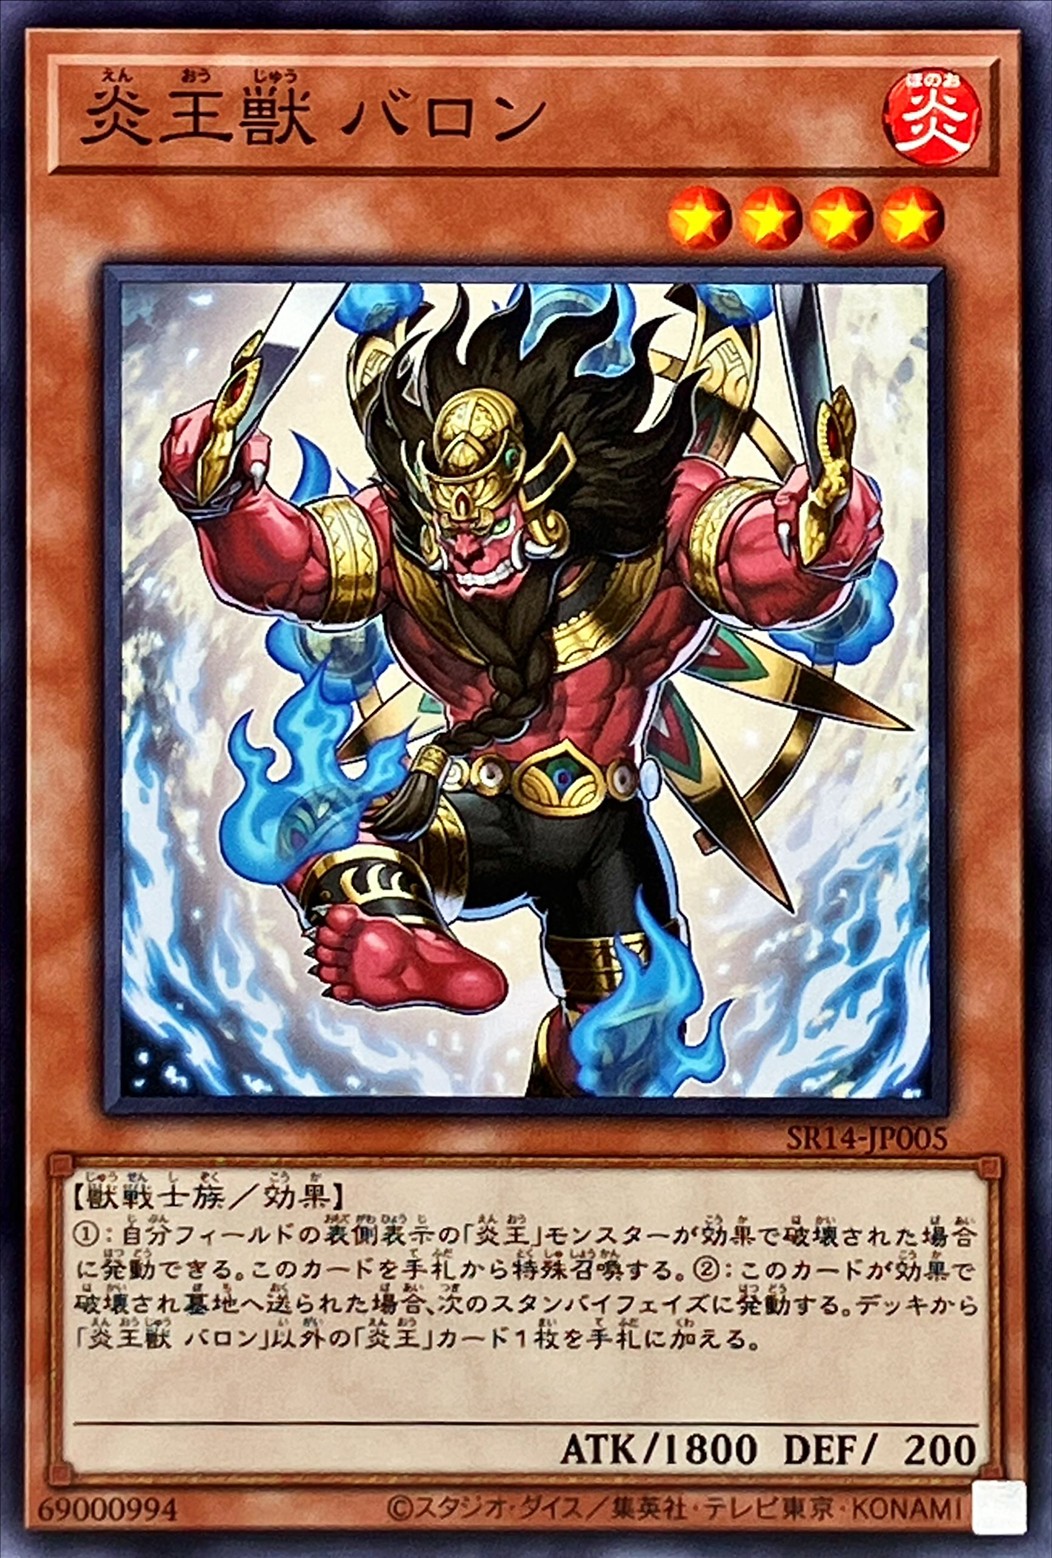 炎王獣 バロン
炎
SR14-JP005
【獣戦士族／効果】
①：自分フィールドの表側表示の「炎王」モンスターが効果で破壊された場合
に発動できる。このカードを手札から特殊召喚する。②：このカードが効果で
破壊され墓地へ送られた場合、次のスタンバイフェイズに発動する。デッキから
「炎王獣 バロン」以外の「炎王」カード１枚を手札に加える。
ATK/1800 DEF/ 200
69000994 ©スタジオ・ダイス／集英社・テレビ東京・KONAMI